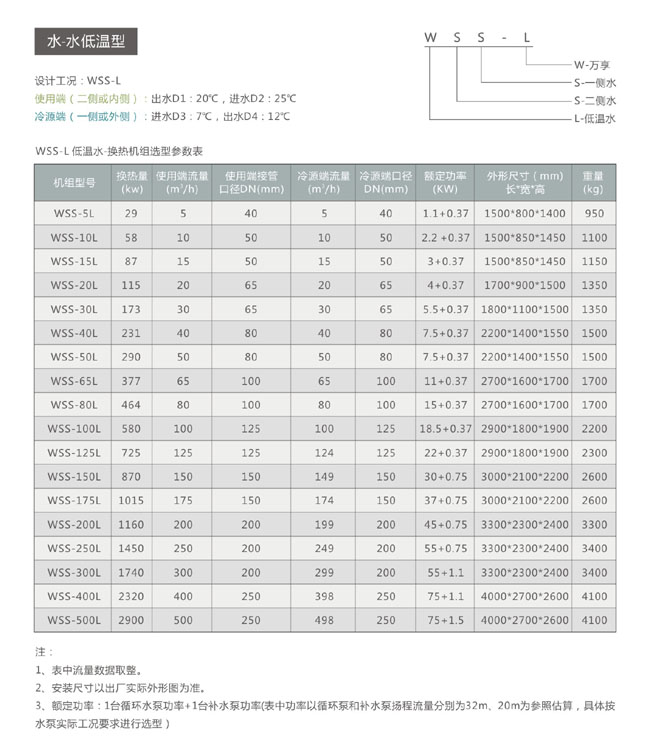 水-水低温型
W S S - L
W-万享
S-一侧水
S-二侧水
L-低温水
设计工况：WSS-L
使用端（二侧或内侧）：出水D1：20℃，进水D2：25℃
冷源端（一侧或外侧）：进水D3：7℃，出水D4：12℃
WSS-L 低温水-换热机组选型参数表
机组型号 换热量(kw) 使用端流量(m³/h) 使用端接管口径DN(mm) 冷源端流量(m³/h) 冷源端口径DN(mm) 额定功率(KW) 外形尺寸（mm）长*宽*高 重量(kg)
WSS-5L 29 5 40 5 40 1.1+0.37 1500*800*1400 950
WSS-10L 58 10 50 10 50 2.2 +0.37 1500*850*1450 1100
WSS-15L 87 15 50 15 50 3+0.37 1500*850*1450 1150
WSS-20L 115 20 65 20 65 4+0.37 1700*900*1500 1350
WSS-30L 173 30 65 30 65 5.5+0.37 1800*1100*1500 1350
WSS-40L 231 40 80 40 80 7.5+0.37 2200*1400*1550 1500
WSS-50L 290 50 80 50 80 7.5+0.37 2200*1400*1550 1500
WSS-65L 377 65 100 65 100 11+0.37 2700*1600*1700 1700
WSS-80L 464 80 100 80 100 15+0.37 2700*1600*1700 1700
WSS-100L 580 100 125 100 125 18.5+0.37 2900*1800*1900 2200
WSS-125L 725 125 125 124 125 22+0.37 2900*1800*1900 2300
WSS-150L 870 150 150 149 150 30+0.75 3000*2100*2200 2600
WSS-175L 1015 175 150 174 150 37+0.75 3000*2100*2200 2600
WSS-200L 1160 200 200 199 200 45+0.75 3300*2300*2400 3300
WSS-250L 1450 250 200 249 200 55+0.75 3300*2300*2400 3400
WSS-300L 1740 300 200 299 200 55+1.1 3300*2300*2400 3400
WSS-400L 2320 400 250 398 250 75+1.1 4000*2700*2600 4100
WSS-500L 2900 500 250 498 250 75+1.5 4000*2700*2600 4100
注：
1、表中流量数据取整。
2、安装尺寸以出厂实际外形图为准。
3、额定功率：1台循环水泵功率+1台补水泵功率(表中功率以循环泵和补水泵扬程流量分别为32m、20m为参照估算，具体按
水泵实际工况要求进行选型）